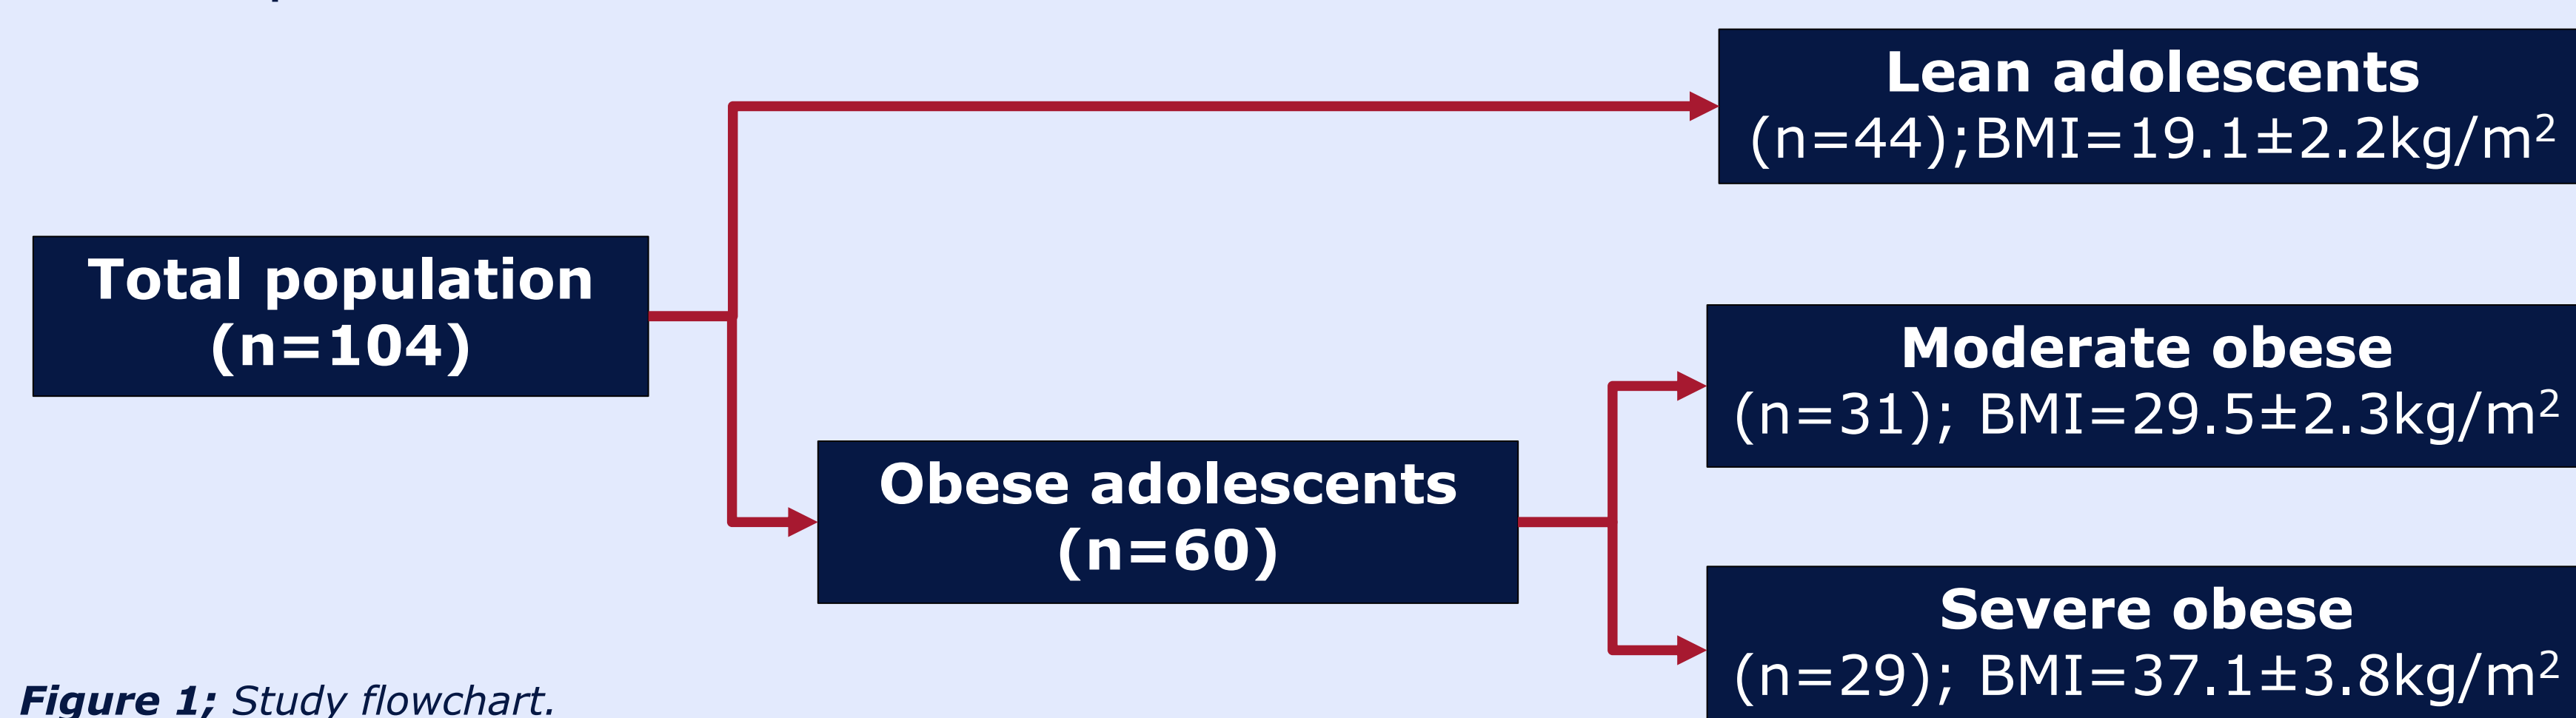 Lean adolescents
(n=44);BMI=19.1±2.2kg/m²
Total population
(n=104)
Moderate obese
(n=31); BMI=29.5±2.3kg/m²
Obese adolescents
(n=60)
Severe obese
(n=29); BMI=37.1±3.8kg/m²
Figure 1; Study flowchart.